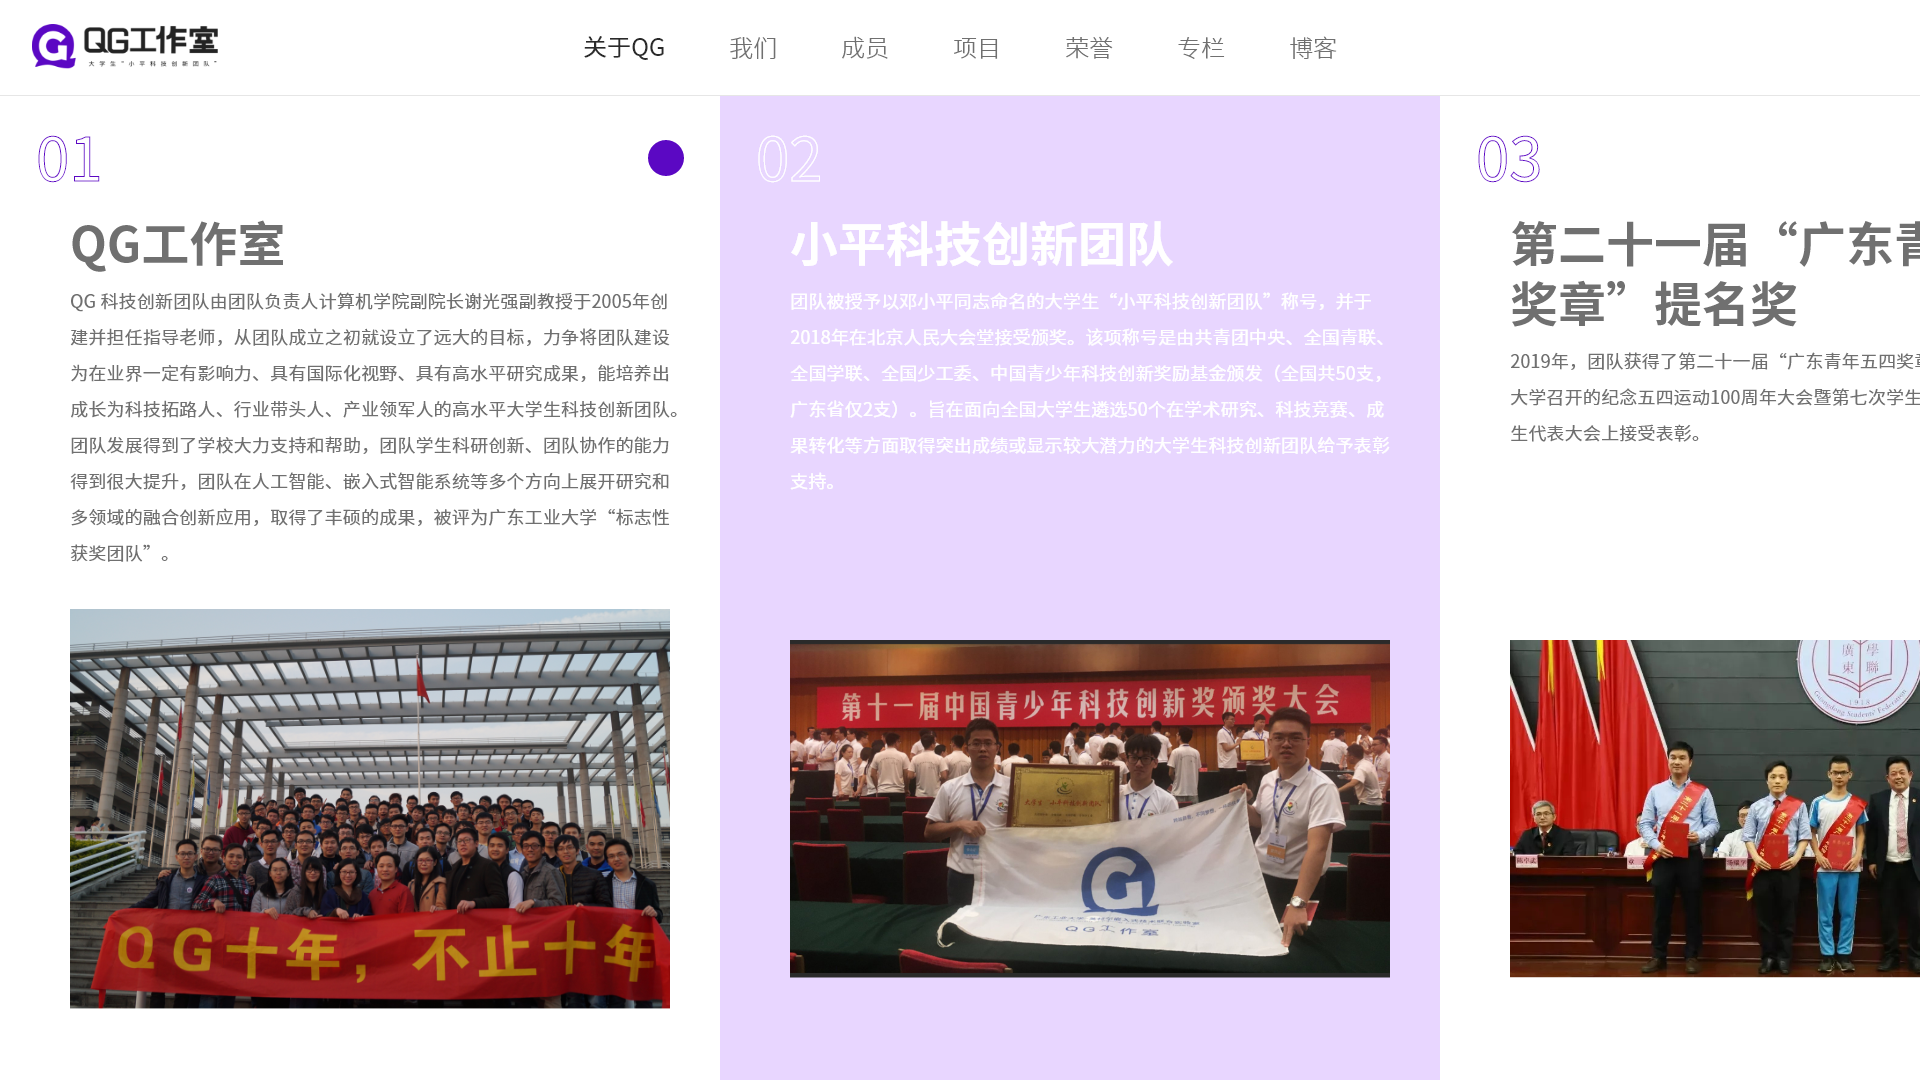 QG工作室
大学生“小平科技创新团队”
关于QG
我们
成员
项目
荣誉
专栏
博客
01
QG工作室
QG 科技创新团队由团队负责人计算机学院副院长谢光强副教授于2005年创
建并担任指导老师，从团队成立之初就设立了远大的目标，力争将团队建设
为在业界一定有影响力、具有国际化视野、具有高水平研究成果，能培养出
成长为科技拓路人、行业带头人、产业领军人的高水平大学生科技创新团队。
团队发展得到了学校大力支持和帮助，团队学生科研创新、团队协作的能力
得到很大提升，团队在人工智能、嵌入式智能系统等多个方向上展开研究和
多领域的融合创新应用，取得了丰硕的成果，被评为广东工业大学“标志性
获奖团队”。
QG十年，不止十年
02
小平科技创新团队
团队被授予以邓小平同志命名的大学生“小平科技创新团队”称号，并于
2018年在北京人民大会堂接受颁奖。该项称号是由共青团中央、全国青联、
全国学联、全国少工委、中国青少年科技创新奖励基金颁发（全国共50支，
广东省仅2支）。旨在面向全国大学生遴选50个在学术研究、科技竞赛、成
果转化等方面取得突出成绩或显示较大潜力的大学生科技创新团队给予表彰
支持。
第十一届中国青少年科技创新奖颁奖大会
大学生“小平科技创新团队”
QG工作室
03
第二十一届“广东青
奖章”提名奖
2019年，团队获得了第二十一届“广东青年五四奖章
大学召开的纪念五四运动100周年大会暨第七次学生
生代表大会上接受表彰。
廣 學
東 聯
1918
Guangdong Students' Federation